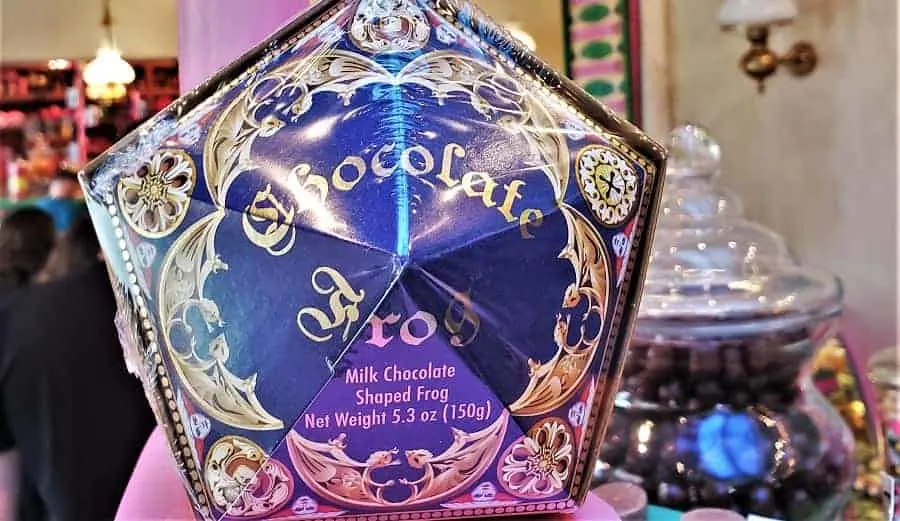 Chocolate
Frog
Milk Chocolate
Shaped Frog
Net Weight 5.3 oz (150g)